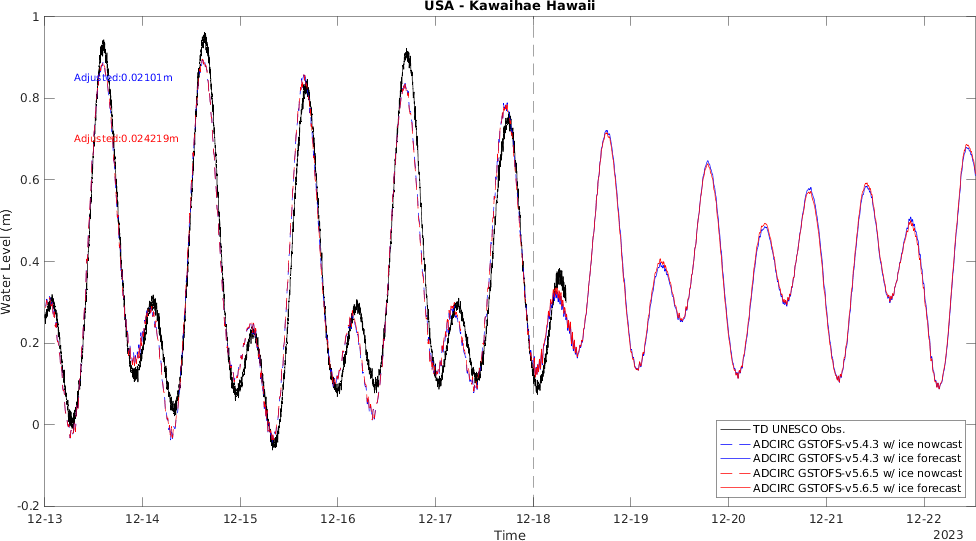 USA - Kawaihae Hawaii
1
0.8
0.6
0.4
0.2
0
-0.2
Water Level (m)
Adjusted:0.02101m
Adjusted:0.024219m
TD UNESCO Obs.
ADCIRC GSTOFS-v5.4.3 w/ ice nowcast
ADCIRC GSTOFS-v5.4.3 w/ ice forecast
ADCIRC GSTOFS-v5.6.5 w/ ice nowcast
ADCIRC GSTOFS-v5.6.5 w/ ice forecast
12-13 12-14 12-15 12-16 12-17 12-18 12-19 12-20 12-21 12-22
Time
2023